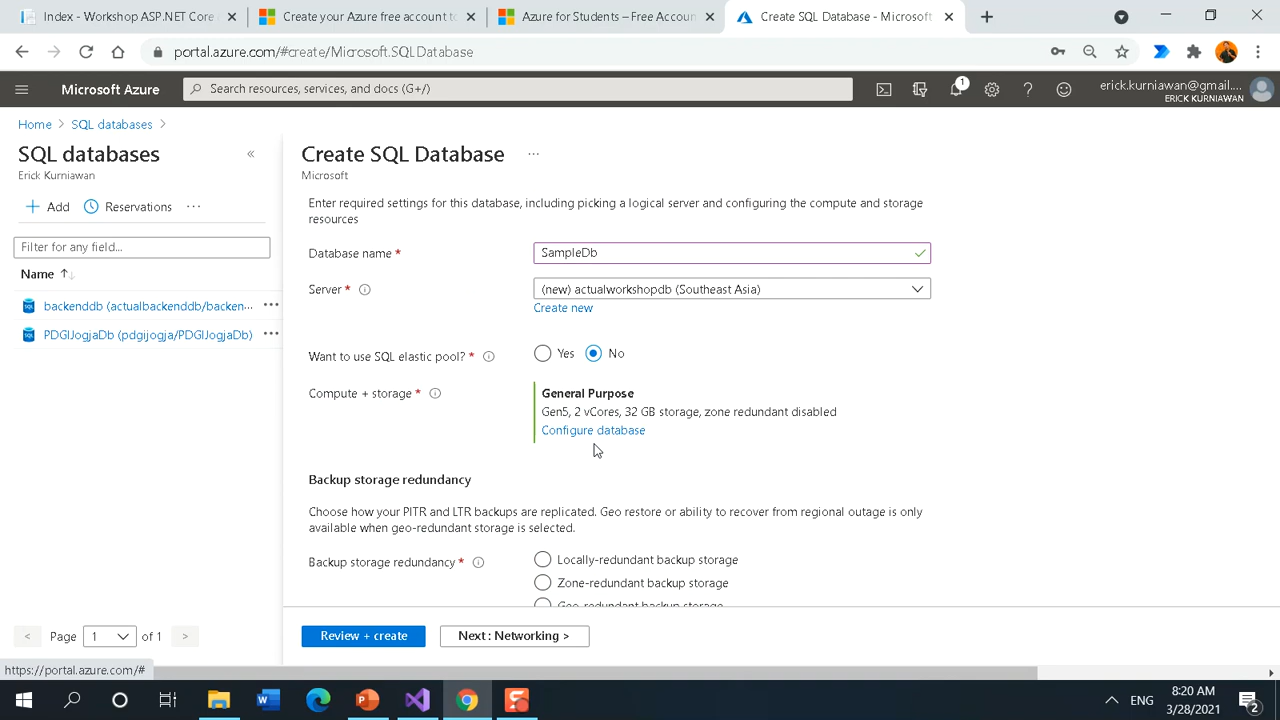 Index - Workshop ASP.NET Core
Create your Azure free account to
Azure for Students – Free Accoun
Create SQL Database - Microsoft
portal.azure.com/#create/Microsoft.SQLDatabase
Microsoft Azure
Search resources, services, and docs (G+/)
1
erick.kurniawan@gmail....
ERICK KURNIAWAN
Home > SQL databases >
SQL databases
Erick Kurniawan
Add
Reservations
Filter for any field...
Name
backenddb (actualbackenddb/backen...
PDGIJogjaDb (pdgijogja/PDGIJogjaDb)
< Page 1 of 1 >
Create SQL Database
Microsoft
Enter required settings for this database, including picking a logical server and configuring the compute and storage
resources
Database name *
SampleDb
Server *
(new) actualworkshopdb (Southeast Asia)
Create new
Want to use SQL elastic pool? *
Yes
No
Compute + storage *
General Purpose
Gen5, 2 vCores, 32 GB storage, zone redundant disabled
Configure database
Backup storage redundancy
Choose how your PITR and LTR backups are replicated. Geo restore or ability to recover from regional outage is only
available when geo-redundant storage is selected.
Backup storage redundancy *
Locally-redundant backup storage
Zone-redundant backup storage
Geo-redundant backup storage
Review + create
Next : Networking >
https://portal.azure.com/#
ENG
8:20 AM
3/28/2021
2